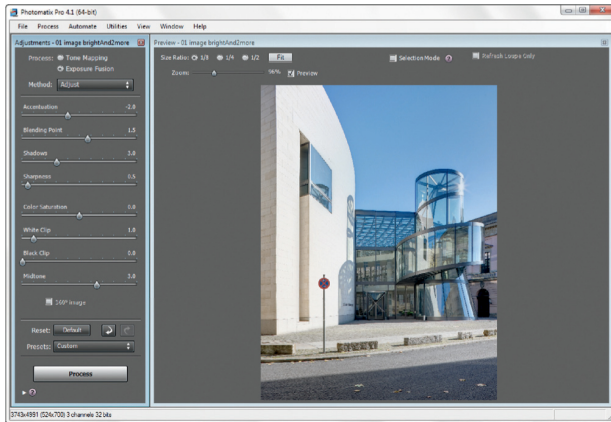 Photomatix Pro 4.1 (64-bit)
File Process Automate Utilities View Window Help
Adjustments - 01 image brightAnd2more
Process: Tone Mapping
Exposure Fusion
Method: Adjust
Accentuation -2.0
Blending Point 1.5
Shadows 3.0
Sharpness 0.5
Color Saturation 0.0
White Clip 1.0
Black Clip 0.0
Midtone 3.0
360° image
Reset: Default
Presets: Custom
Process
Preview - 01 image brightAnd2more
Size Ratio: 1/8 1/4 1/2 Fit
Selection Mode
Refresh Loupe Only
Zoom: 96% Preview
3743x4991 (524x700) 3 channels 32 bits